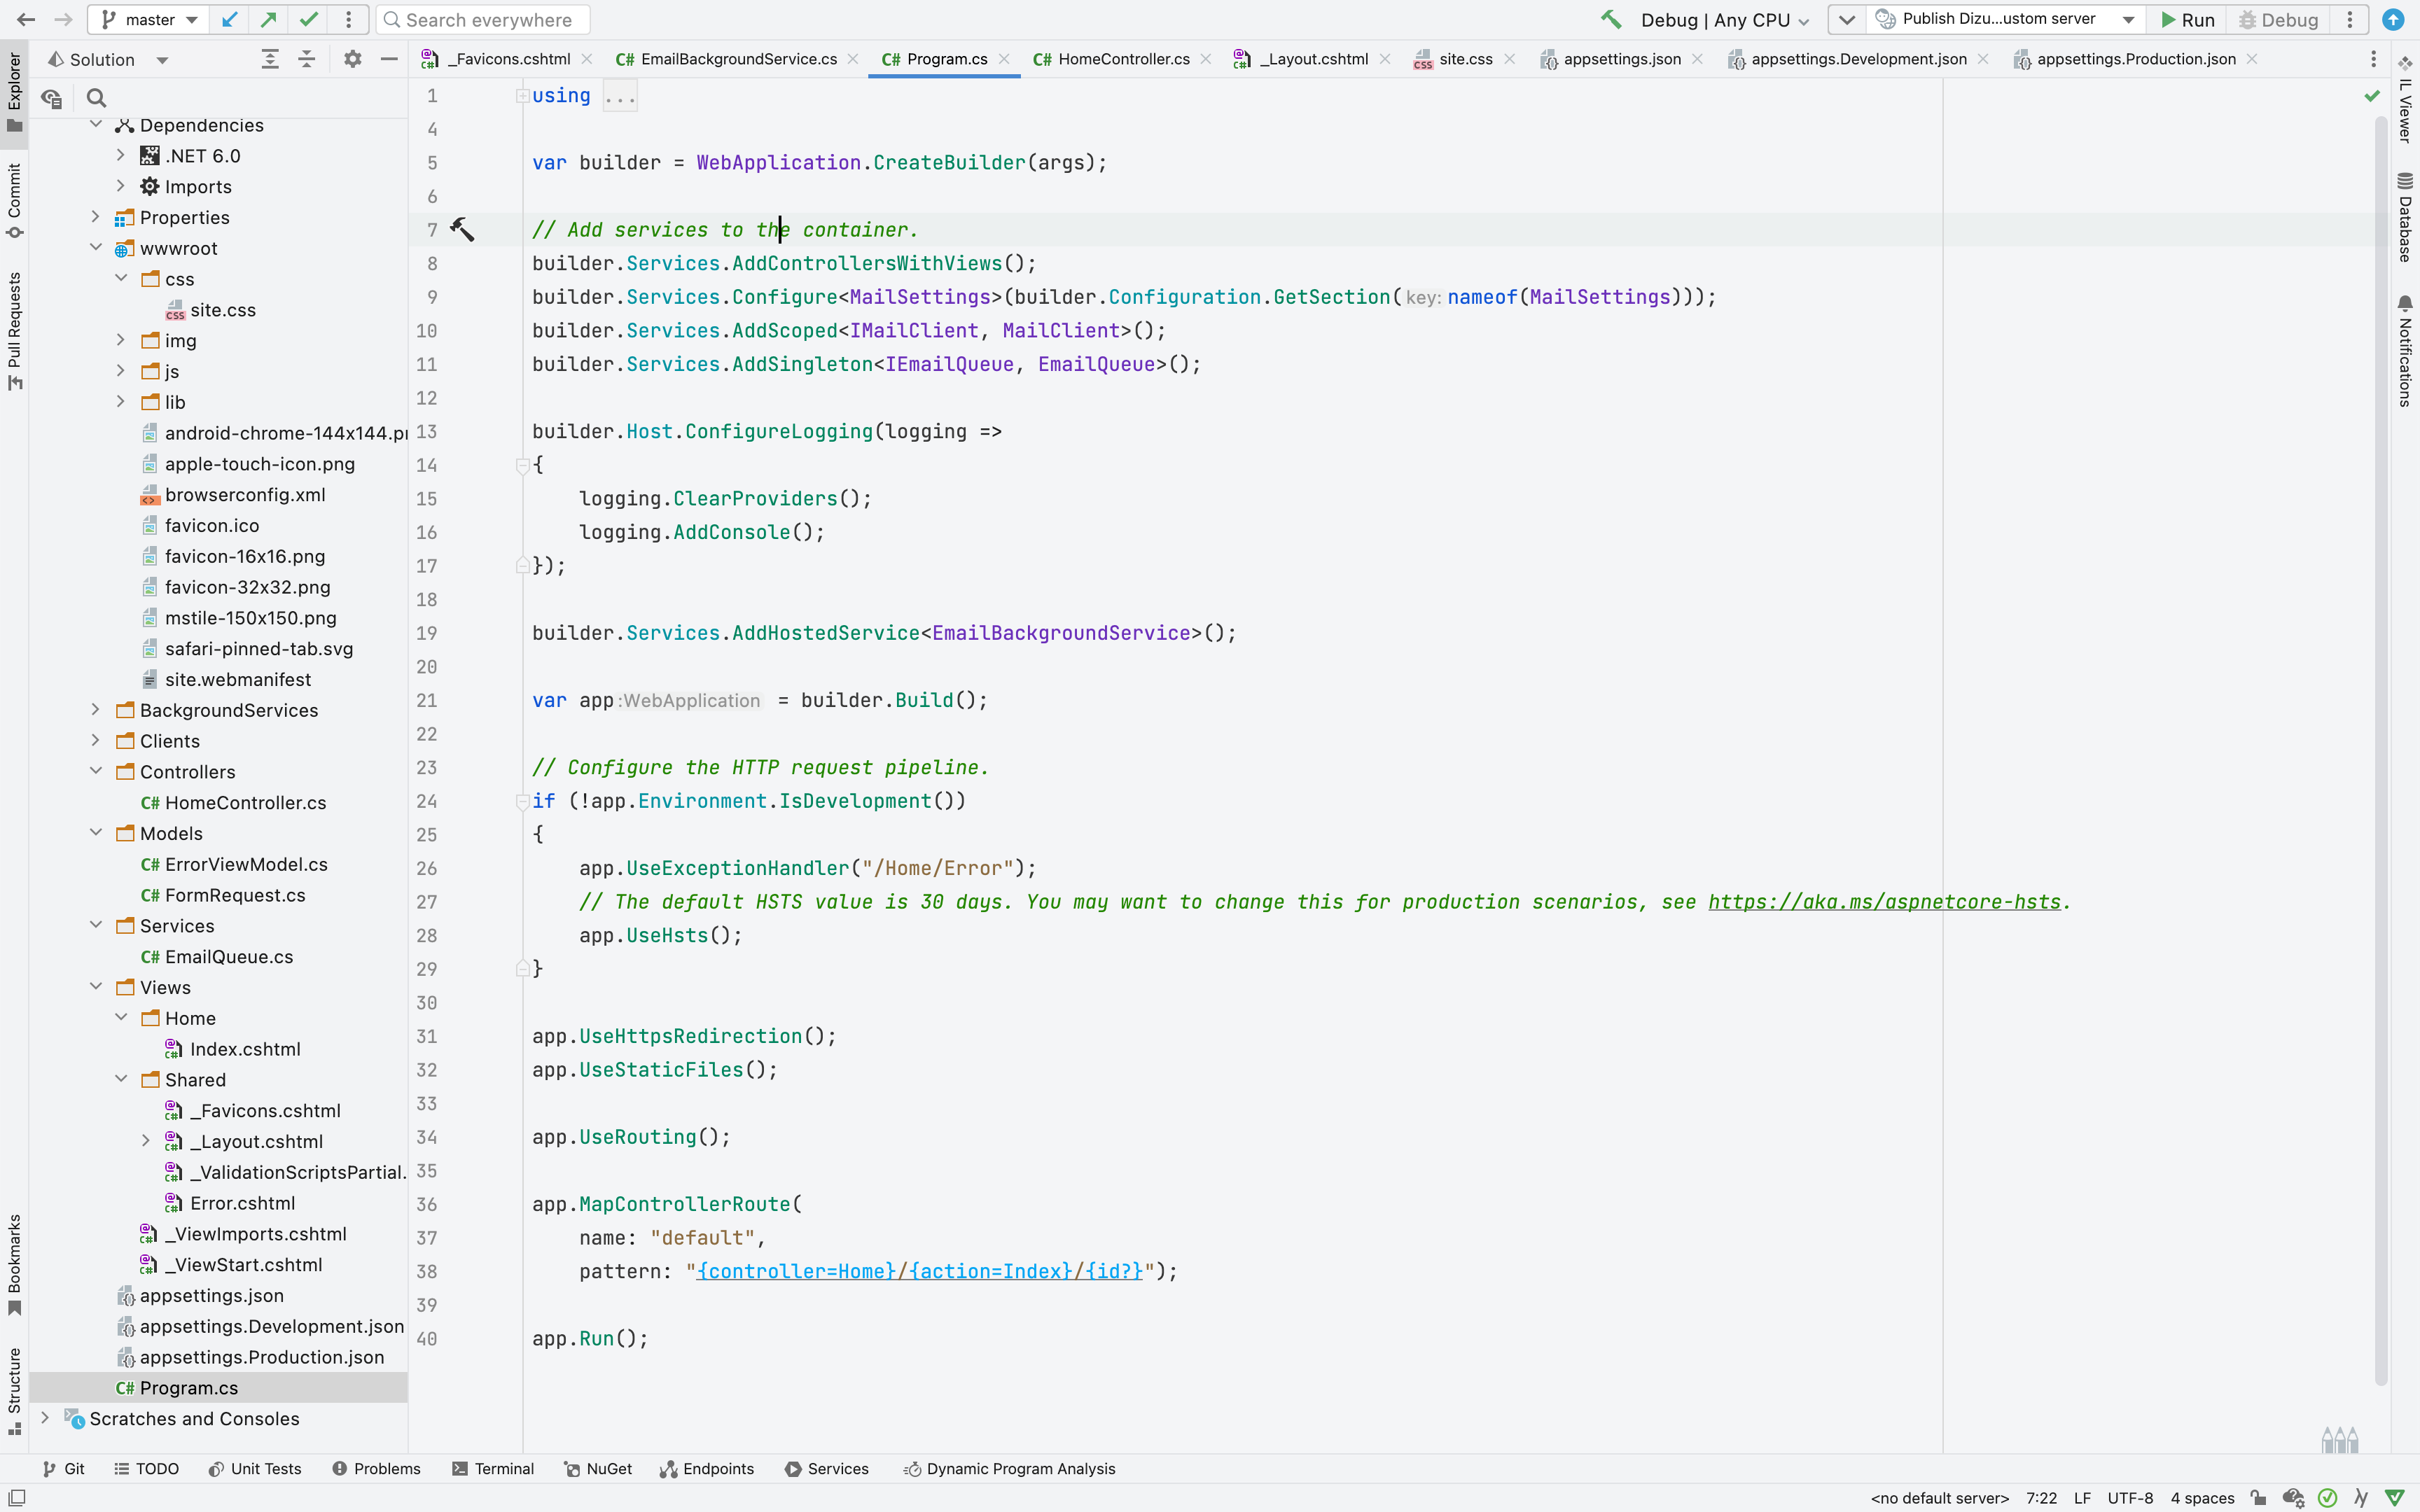 master
Search everywhere
Debug | Any CPU
Publish Dizu...ustom server
Run
Debug
Solution
_Favicons.cshtml
C# EmailBackgroundService.cs
C# Program.cs
C# HomeController.cs
_Layout.cshtml
site.css
appsettings.json
appsettings.Development.json
appsettings.Production.json
Explorer
Commit
Pull Requests
Bookmarks
Structure
Dependencies
.NET 6.0
Imports
Properties
wwwroot
css
site.css
img
js
lib
android-chrome-144x144.pn
apple-touch-icon.png
browserconfig.xml
favicon.ico
favicon-16x16.png
favicon-32x32.png
mstile-150x150.png
safari-pinned-tab.svg
site.webmanifest
BackgroundServices
Clients
Controllers
C# HomeController.cs
Models
C# ErrorViewModel.cs
C# FormRequest.cs
Services
C# EmailQueue.cs
Views
Home
Index.cshtml
Shared
_Favicons.cshtml
_Layout.cshtml
_ValidationScriptsPartial.
Error.cshtml
_ViewImports.cshtml
_ViewStart.cshtml
appsettings.json
appsettings.Development.json
appsettings.Production.json
C# Program.cs
Scratches and Consoles
1 using ...
4
5 var builder = WebApplication.CreateBuilder(args);
6
7 // Add services to the container.
8 builder.Services.AddControllersWithViews();
9 builder.Services.Configure<MailSettings>(builder.Configuration.GetSection( key: nameof(MailSettings)));
10 builder.Services.AddScoped<IMailClient, MailClient>();
11 builder.Services.AddSingleton<IEmailQueue, EmailQueue>();
12
13 builder.Host.ConfigureLogging(logging =>
14 {
15 logging.ClearProviders();
16 logging.AddConsole();
17 });
18
19 builder.Services.AddHostedService<EmailBackgroundService>();
20
21 var app :WebApplication = builder.Build();
22
23 // Configure the HTTP request pipeline.
24 if (!app.Environment.IsDevelopment())
25 {
26 app.UseExceptionHandler("/Home/Error");
27 // The default HSTS value is 30 days. You may want to change this for production scenarios, see https://aka.ms/aspnetcore-hsts.
28 app.UseHsts();
29 }
30
31 app.UseHttpsRedirection();
32 app.UseStaticFiles();
33
34 app.UseRouting();
35
36 app.MapControllerRoute(
37 name: "default",
38 pattern: "{controller=Home}/{action=Index}/{id?}");
39
40 app.Run();
IL Viewer
Database
Notifications
Git
TODO
Unit Tests
Problems
Terminal
NuGet
Endpoints
Services
Dynamic Program Analysis
<no default server>
7:22
LF
UTF-8
4 spaces